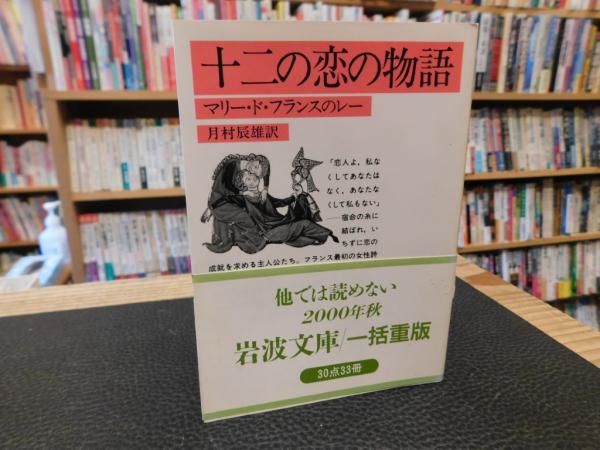 十二の恋の物語
マリー・ド・フランスのレー
月村辰雄訳
「恋人よ、私な
くしてあなたは
なく、あなたな
くして私もない」
――宿命の糸に
結ばれ、い
ちずに恋の
成就を求める主人公たち。フランス最初の女性詩
他では読めない
2000年秋
岩波文庫/一括重版
30点33冊